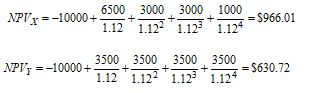 NPV_X = -10000 + 6500/1.12 + 3000/1.12^2 + 3000/1.12^3 + 1000/1.12^4 = $966.01
NPV_Y = -10000 + 3500/1.12 + 3500/1.12^2 + 3500/1.12^3 + 3500/1.12^4 = $630.72